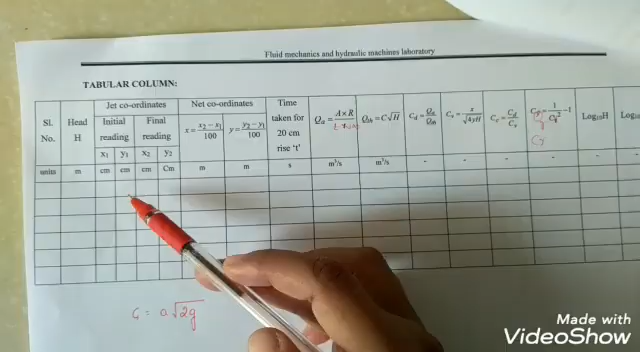 Fluid mechanics and hydraulic machines laboratory
TABULAR COLUMN:
Sl. No. Head H Jet co-ordinates Net co-ordinates Time taken for 20 cm rise 't' Qa = A×R / t Qth = C√H Cd = Qa/Qth Cv = x/√4yH Cc = Cd/Cv 1/Cv² -1 Log10H
Initial reading Final reading x = x2 − x1 / 100 y = y2 − y1 / 100
x1 y1 x2 y2
units m cm cm cm Cm m m s m³/s m³/s - - - - -
C = a√2g
Made with
VideoShow